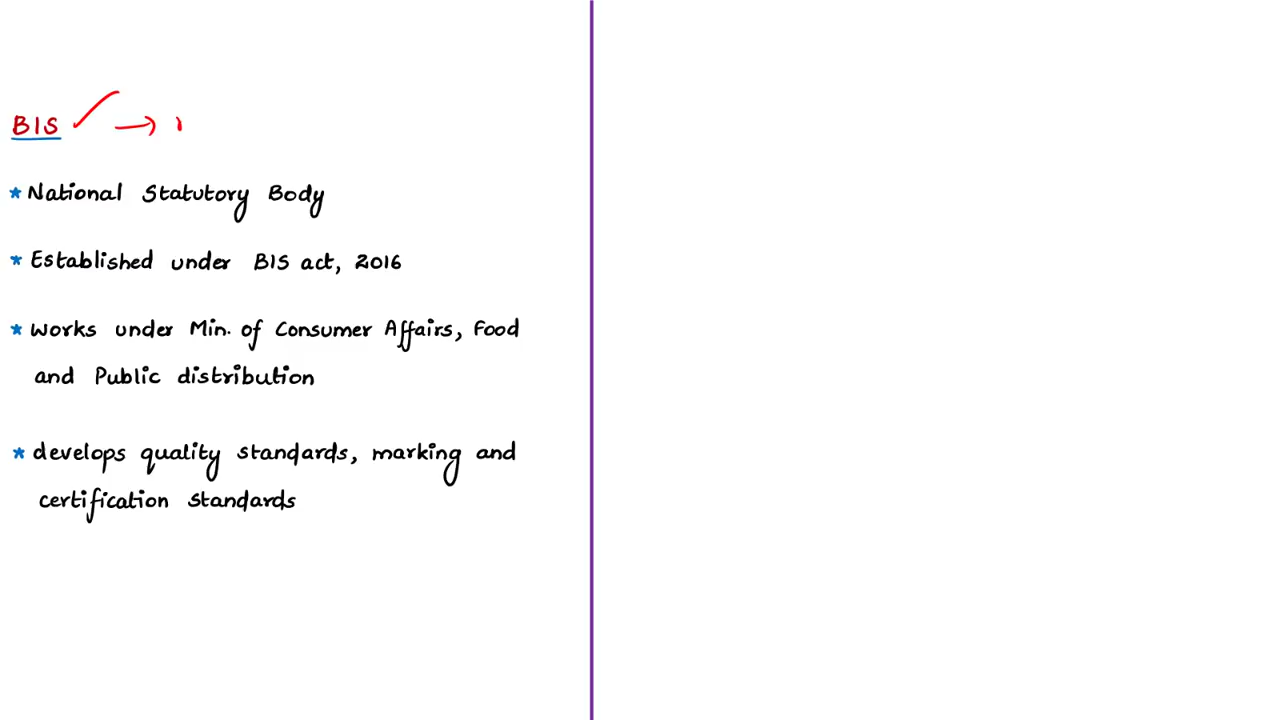 BIS ✓ →
* National Statutory Body
* Established under BIS act, 2016
* works under Min. of Consumer Affairs, Food
and Public distribution
* develops quality standards, marking and
certification standards